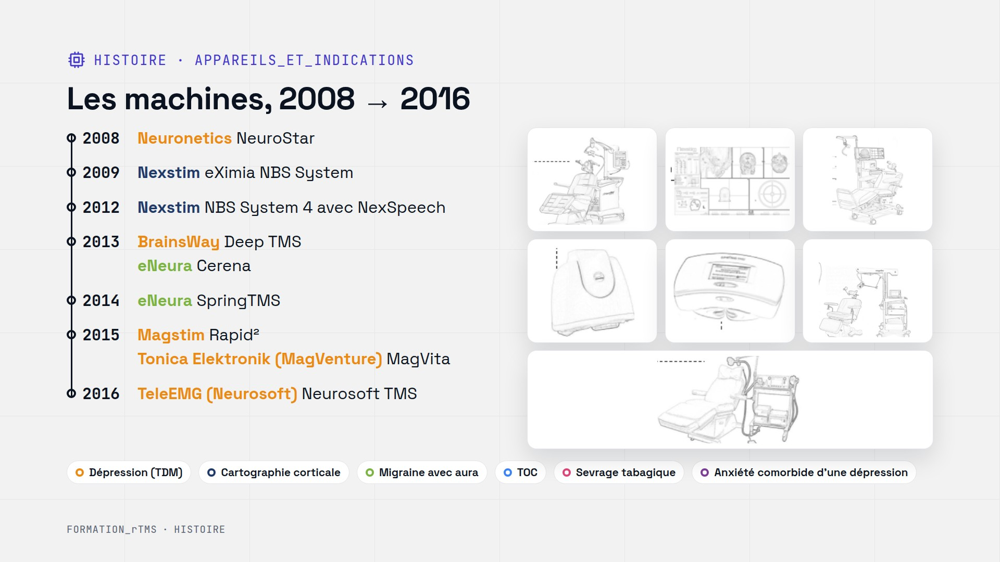 HISTOIRE · APPAREILS_ET_INDICATIONS
Les machines, 2008 → 2016
2008 Neuronetics NeuroStar
2009 Nexstim eXimia NBS System
2012 Nexstim NBS System 4 avec NexSpeech
2013 BrainsWay Deep TMS
eNeura Cerena
2014 eNeura SpringTMS
2015 Magstim Rapid²
Tonica Elektronik (MagVenture) MagVita
2016 TeleEMG (Neurosoft) Neurosoft TMS
Dépression (TDM) Cartographie corticale Migraine avec aura TOC Sevrage tabagique Anxiété comorbide d’une dépression
FORMATION_rTMS · HISTOIRE